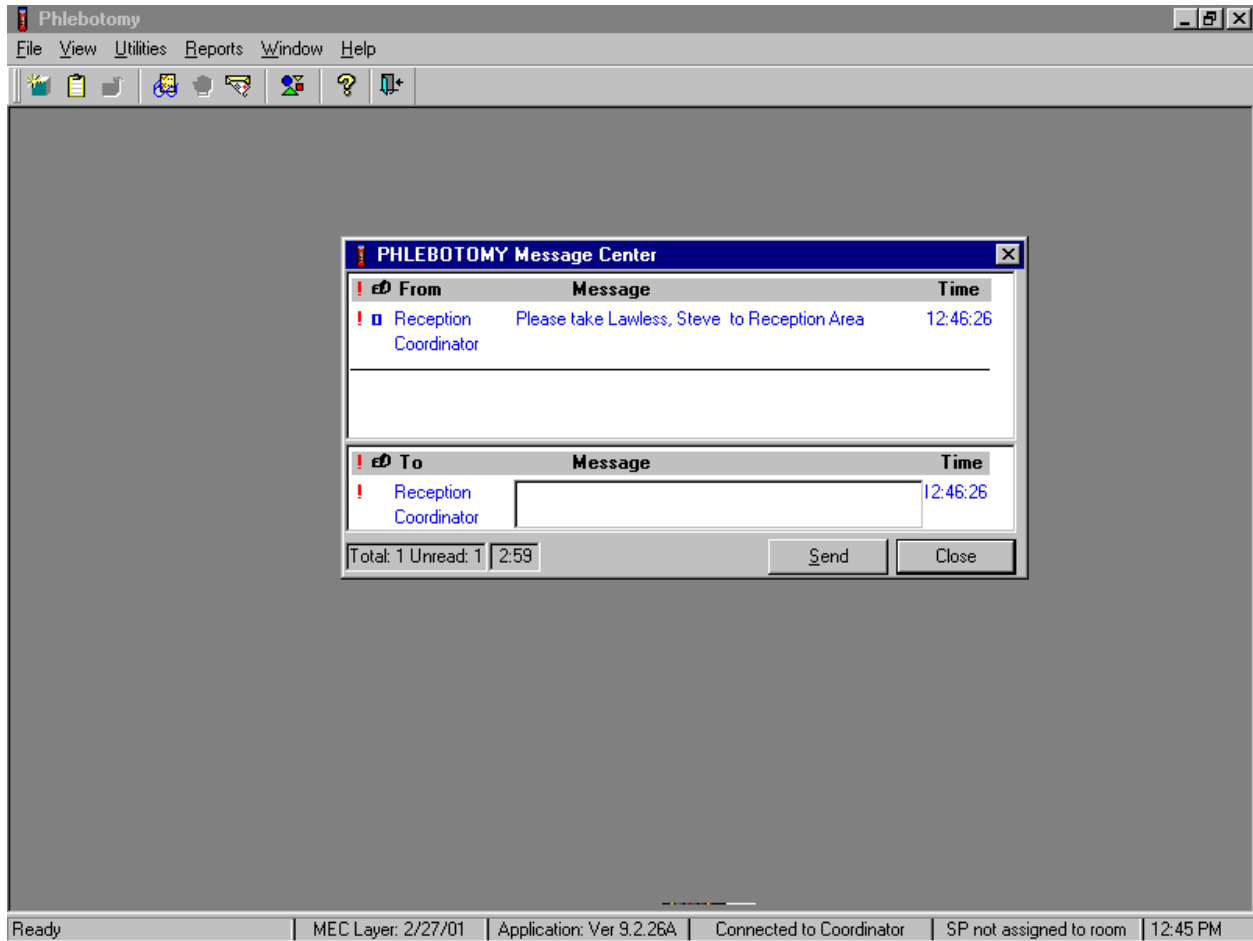 Phlebotomy
File View Utilities Reports Window Help
PHLEBOTOMY Message Center
! From Message Time
! Reception Please take Lawless, Steve to Reception Area 12:46:26
Coordinator
! To Message Time
! Reception 12:46:26
Coordinator
Total: 1 Unread: 1 2:59 Send Close
Ready MEC Layer: 2/27/01 Application: Ver 9.2.26A Connected to Coordinator SP not assigned to room 12:45 PM